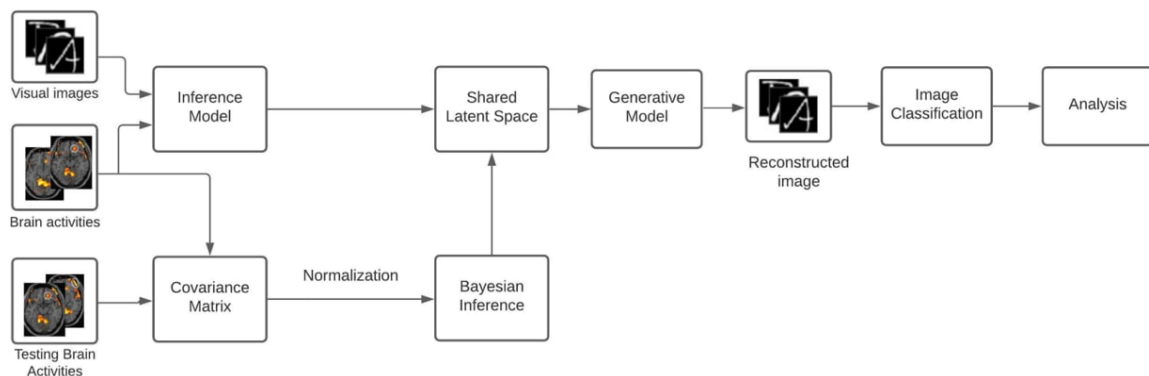 Visual images
Brain activities
Testing Brain
Activities
Inference
Model
Covariance
Matrix
Normalization
Bayesian
Inference
Shared
Latent Space
Generative
Model
Reconstructed
image
Image
Classification
Analysis